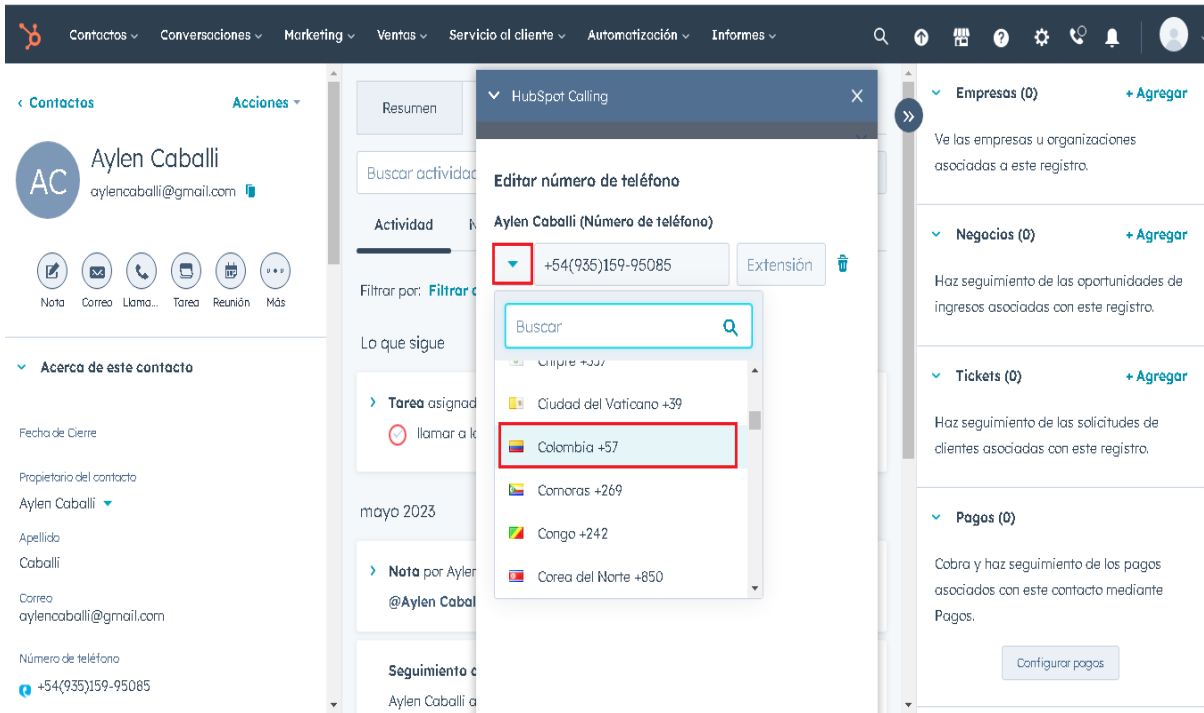 Contactos
Conversaciones
Marketing
Ventas
Servicio al cliente
Automatización
Informes
Contactos
Acciones
AC
Aylen Caballi
aylencaballi@gmail.com
Nota
Correo
Llama...
Tarea
Reunión
Más
Acerca de este contacto
Fecha de Cierre
Propietario del contacto
Aylen Caballi
Apellido
Caballi
Correo
aylencaballi@gmail.com
Número de teléfono
+54(935)159-95085
Resumen
Buscar actividad
Actividad
N
Filtrar por: Filtrar
Lo que sigue
Tarea asignad
llamar a
mayo 2023
Nota por Aylen
@Aylen Cabal
Seguimiento
Aylen Caballi
HubSpot Calling
X
Editar número de teléfono
Aylen Caballi (Número de teléfono)
+54(935)159-95085
Extensión
Buscar
Ciudad del Vaticano +39
Colombia +57
Comoras +269
Congo +242
Corea del Norte +850
Empresas (0)
+ Agregar
Ve las empresas u organizaciones
asociadas a este registro.
Negocios (0)
+ Agregar
Haz seguimiento de las oportunidades de
ingresos asociadas con este registro.
Tickets (0)
+ Agregar
Haz seguimiento de las solicitudes de
clientes asociadas con este registro.
Pagos (0)
Cobra y haz seguimiento de los pagos
asociados con este contacto mediante
Pagos.
Configurar pagos